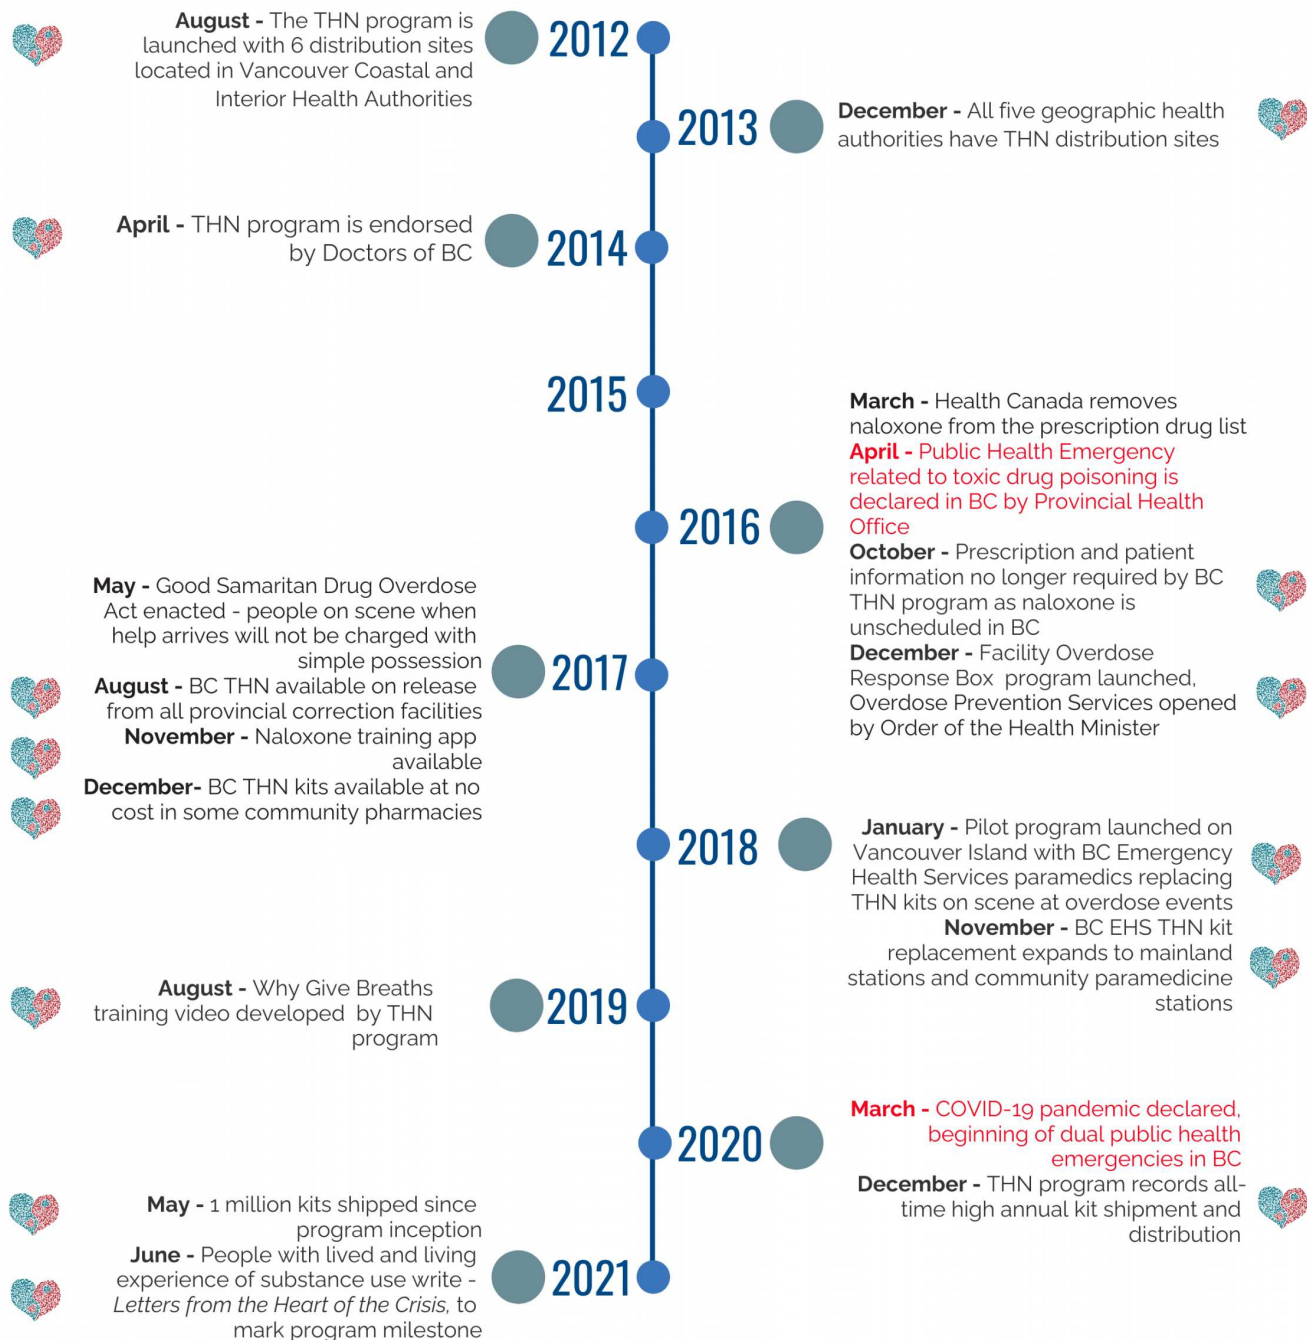 August - The THN program is
launched with 6 distribution sites
located in Vancouver Coastal and
Interior Health Authorities
2012
2013
December - All five geographic health
authorities have THN distribution sites
April - THN program is endorsed
by Doctors of BC
2014
2015
March - Health Canada removes
naloxone from the prescription drug list
April - Public Health Emergency
related to toxic drug poisoning is
declared in BC by Provincial Health
Office
October - Prescription and patient
information no longer required by BC
THN program as naloxone is
unscheduled in BC
December - Facility Overdose
Response Box program launched,
Overdose Prevention Services opened
by Order of the Health Minister
2016
May - Good Samaritan Drug Overdose
Act enacted - people on scene when
help arrives will not be charged with
simple possession
August - BC THN available on release
from all provincial correction facilities
November - Naloxone training app
available
December- BC THN kits available at no
cost in some community pharmacies
2017
2018
January - Pilot program launched on
Vancouver Island with BC Emergency
Health Services paramedics replacing
THN kits on scene at overdose events
November - BC EHS THN kit
replacement expands to mainland
stations and community paramedicine
stations
August - Why Give Breaths
training video developed by THN
program
2019
2020
March - COVID-19 pandemic declared,
beginning of dual public health
emergencies in BC
December - THN program records all-
time high annual kit shipment and
distribution
May - 1 million kits shipped since
program inception
June - People with lived and living
experience of substance use write -
Letters from the Heart of the Crisis, to
mark program milestone
2021